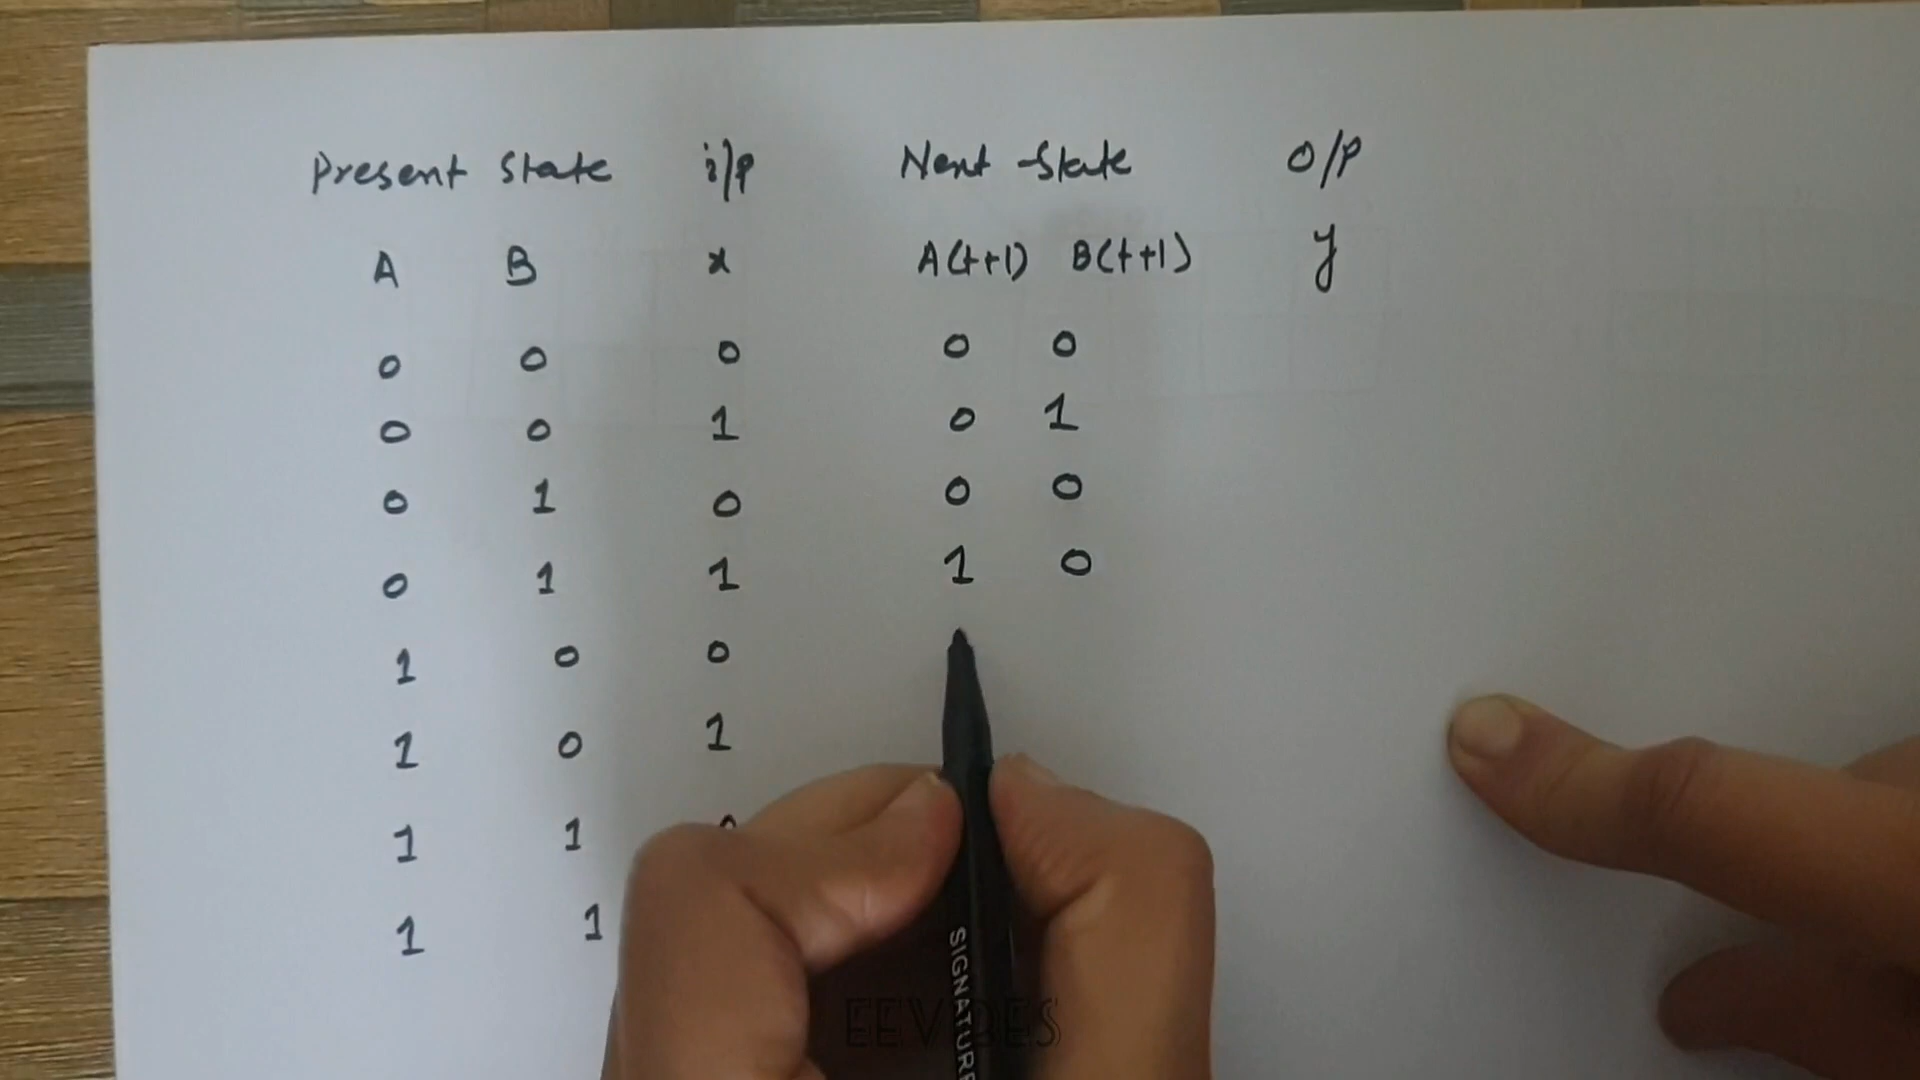 Present State i/p Next State O/P
A B x A(t+1) B(t+1) y
0 0 0 0 0
0 0 1 0 1
0 1 0 0 0
0 1 1 1 0
1 0 0
1 0 1
1 1
1 1
SIGNATURE
EEVIBES